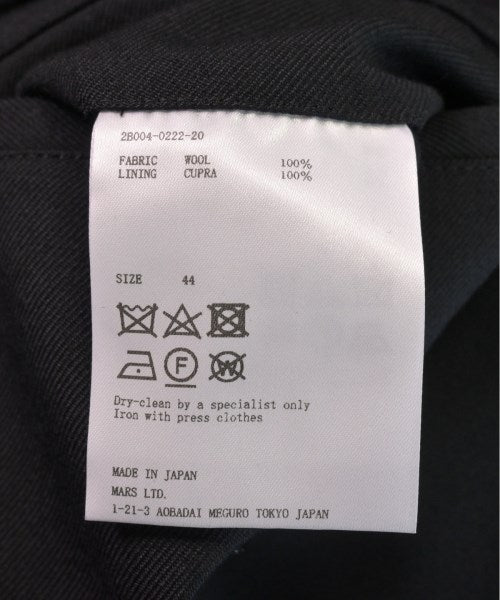 2B004-0222-20
FABRIC WOOL 100%
LINING CUPRA 100%
SIZE 44
F W
Dry-clean by a specialist only
Iron with press clothes
MADE IN JAPAN
MARS LTD.
1-21-3 AOBADAI MEGURO TOKYO JAPAN